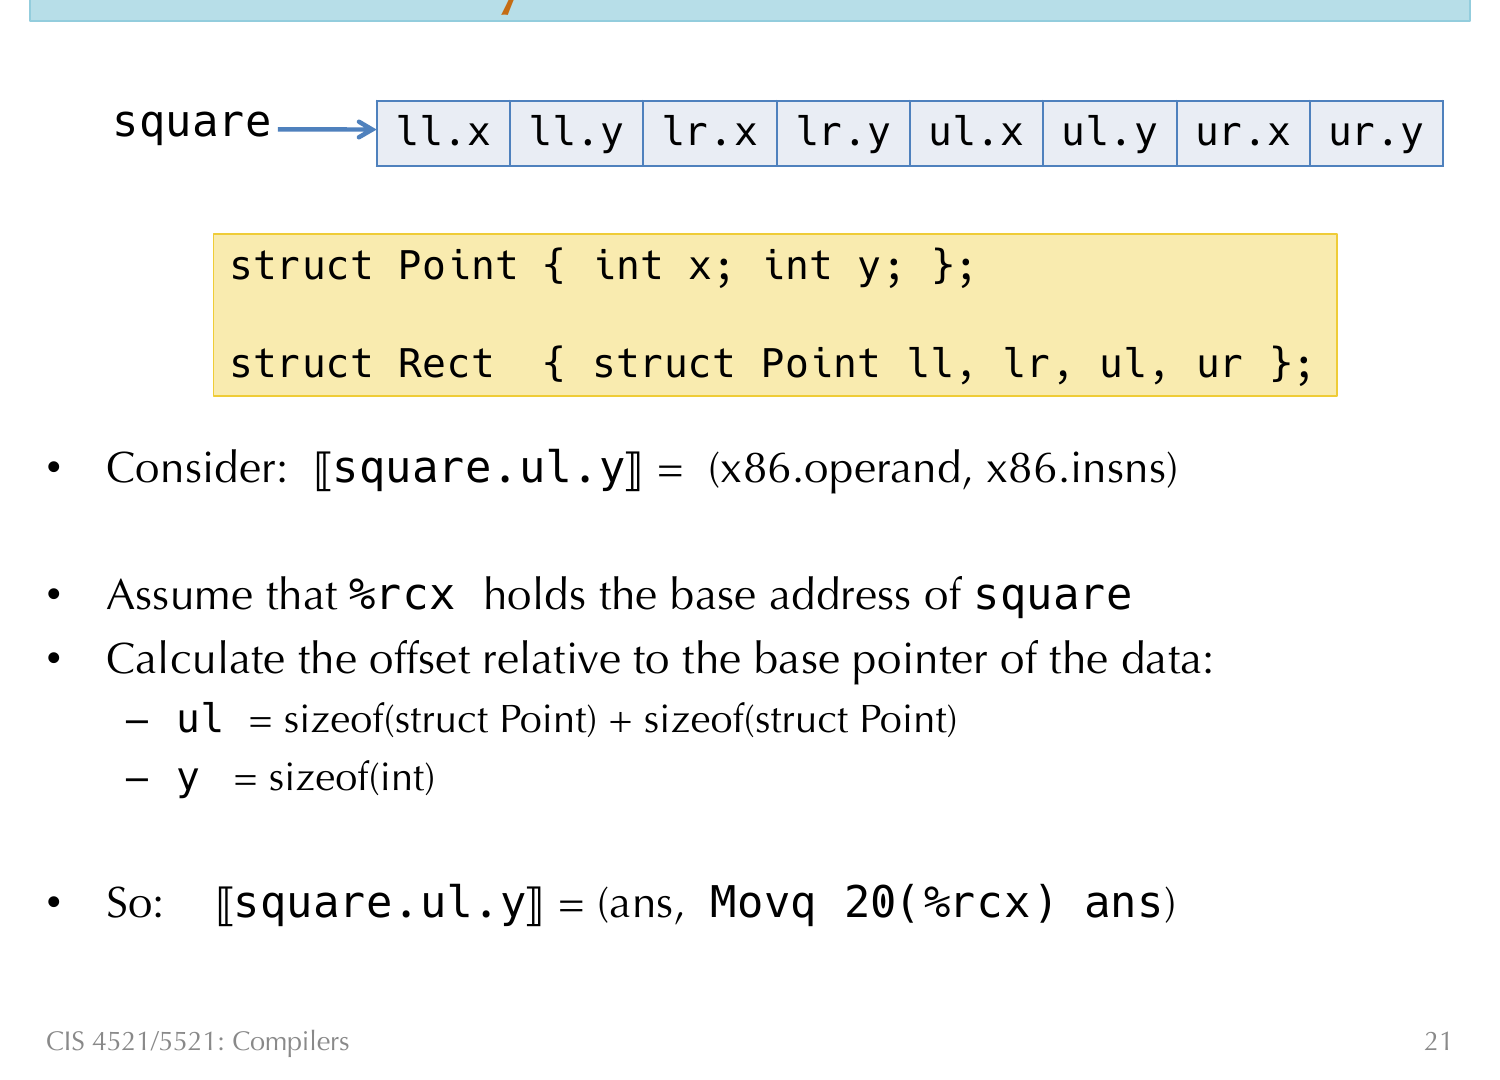 square
ll.x ll.y lr.x lr.y ul.x ul.y ur.x ur.y
struct Point { int x; int y; };
struct Rect { struct Point ll, lr, ul, ur };
• Consider: ⟦square.ul.y⟧ = (x86.operand, x86.insns)
• Assume that %rcx holds the base address of square
• Calculate the offset relative to the base pointer of the data:
– ul = sizeof(struct Point) + sizeof(struct Point)
– y = sizeof(int)
• So: ⟦square.ul.y⟧ = (ans, Movq 20(%rcx) ans)
CIS 4521/5521: Compilers
21